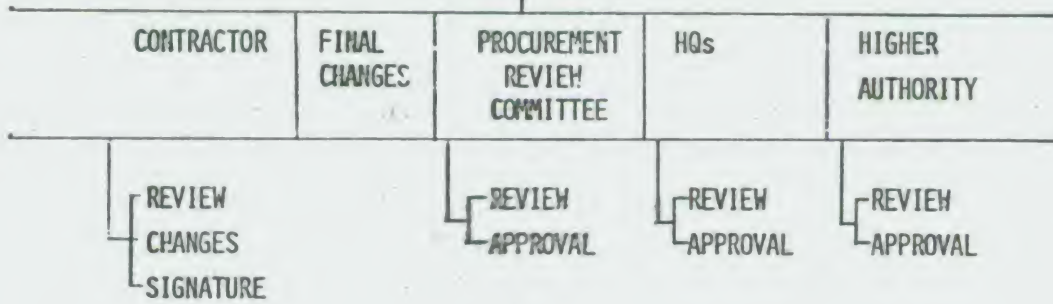 CONTRACTOR
FINAL
CHANGES
PROCUREMENT
REVIEW
COMMITTEE
HQs
HIGHER
AUTHORITY
REVIEW
CHANGES
SIGNATURE
REVIEW
APPROVAL
REVIEW
APPROVAL
REVIEW
APPROVAL